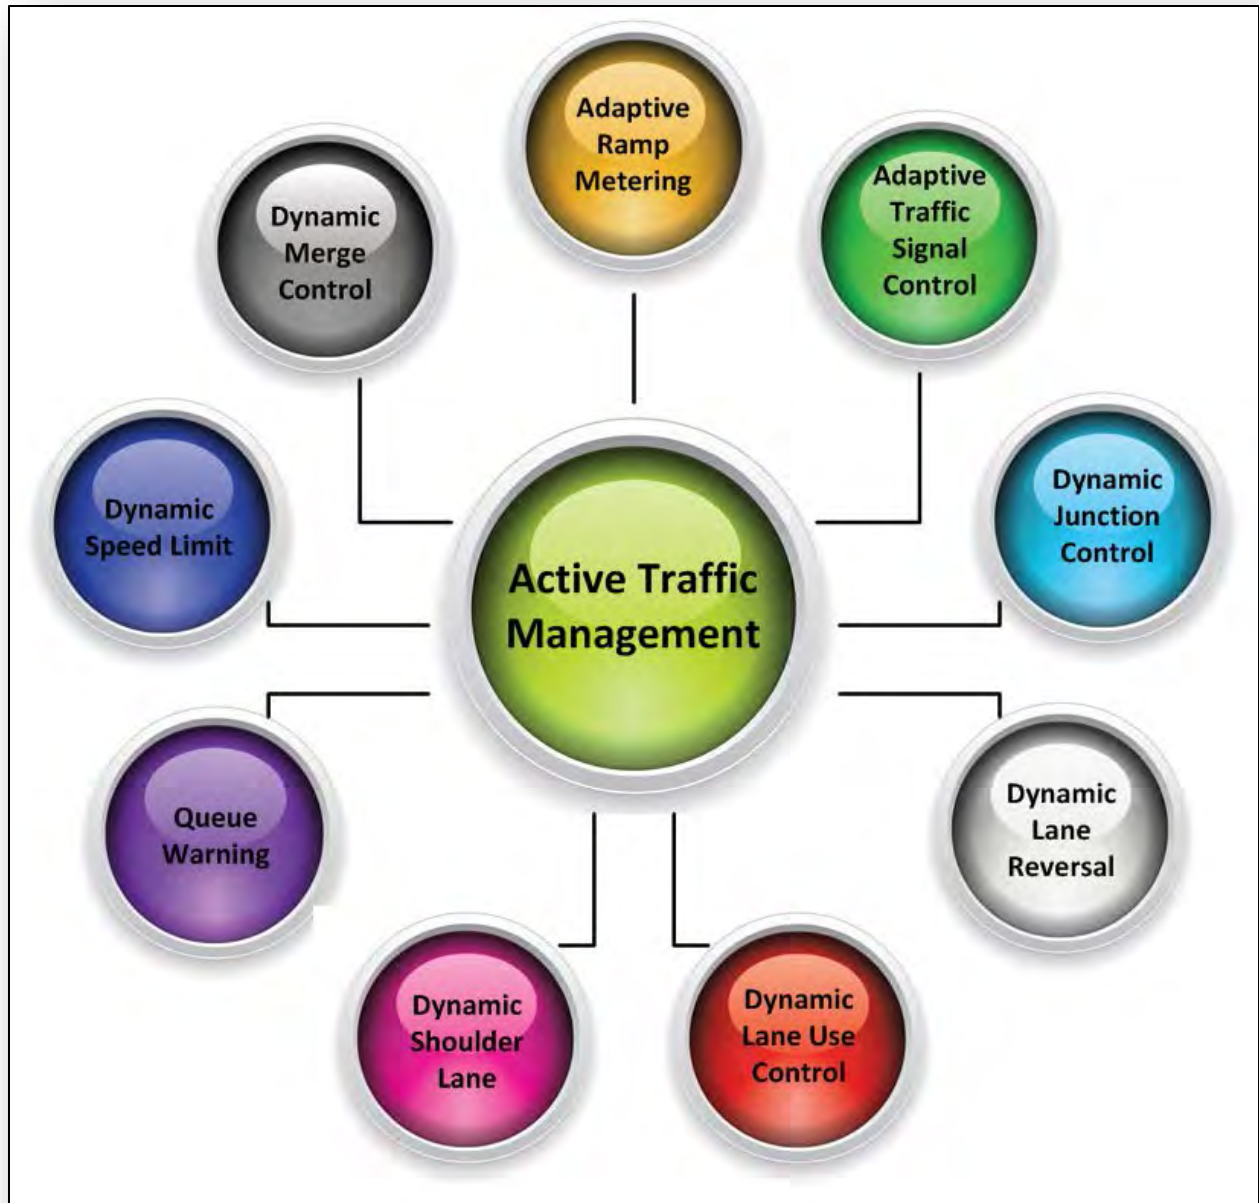 Adaptive
Ramp
Metering
Adaptive
Traffic
Signal
Control
Dynamic
Merge
Control
Dynamic
Junction
Control
Dynamic
Speed Limit
Active Traffic
Management
Dynamic
Lane
Reversal
Queue
Warning
Dynamic
Shoulder
Lane
Dynamic
Lane Use
Control